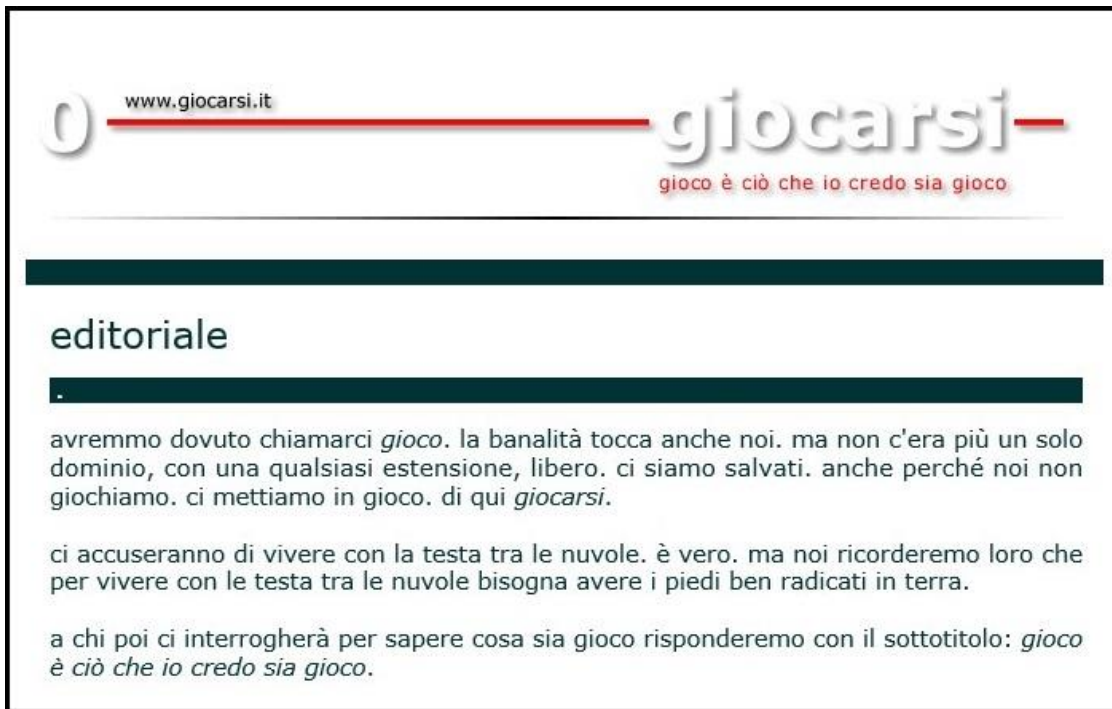 0
www.giocarsi.it
giocarsi
gioco è ciò che io credo sia gioco
editoriale
.
avremmo dovuto chiamarci gioco. la banalità tocca anche noi. ma non c'era più un solo
dominio, con una qualsiasi estensione, libero. ci siamo salvati. anche perché noi non
giochiamo. ci mettiamo in gioco. di qui giocarsi.
ci accuseranno di vivere con la testa tra le nuvole. è vero. ma noi ricorderemo loro che
per vivere con le testa tra le nuvole bisogna avere i piedi ben radicati in terra.
a chi poi ci interrogherà per sapere cosa sia gioco risponderemo con il sottotitolo: gioco
è ciò che io credo sia gioco.